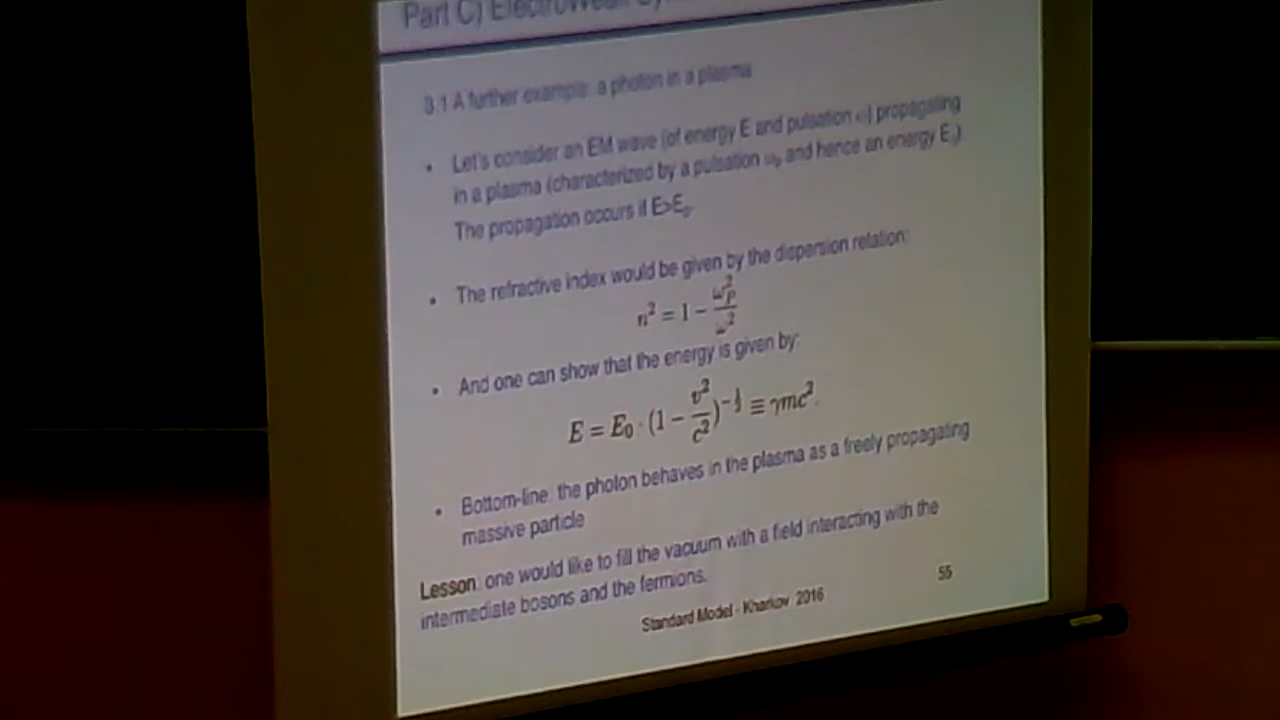 Part C) ElectroWeak
3.1 A further example: a photon in a plasma
• Let's consider an EM wave (of energy E and pulsation ω) propagating
in a plasma (characterized by a pulsation ωₚ and hence an energy E₀).
The propagation occurs if E>E₀.
• The refractive index would be given by the dispersion relation:
n² = 1 − ωₚ²/ω²
• And one can show that the energy is given by:
E = E₀ · (1 − v²/c²)^(−1/2) ≡ γmc².
• Bottom-line: the photon behaves in the plasma as a freely propagating
massive particle
Lesson: one would like to fill the vacuum with a field interacting with the
intermediate bosons and the fermions.
Standard Model - Kharkov 2016
55